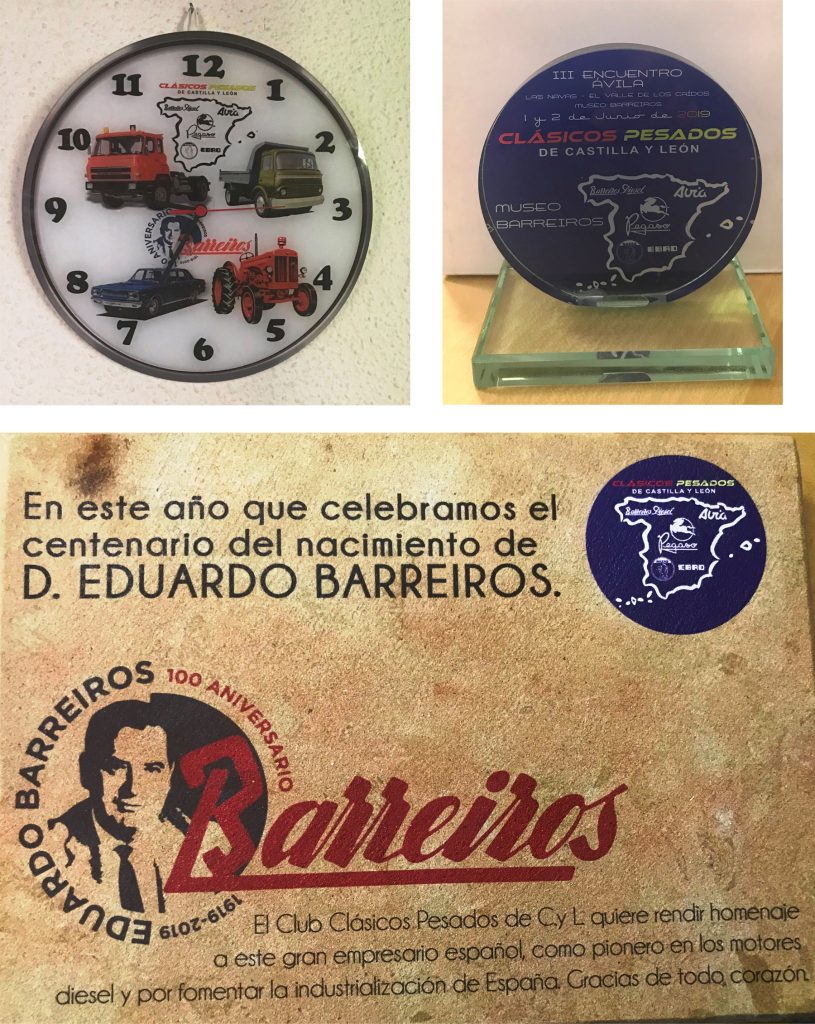 12
11
1
CLÁSICOS PESADOS
DE CASTILLA Y LEÓN
Barreiros Diesel
Avia
10
2
Pegaso
EBRO
9
3
ANIVERSARIO
Barreiros
8
4
7
5
6
III ENCUENTRO
ÁVILA
LAS NAVAS - EL VALLE DE LOS CAÍDOS
MUSEO BARREIROS
1 y 2 de Junio de 2019
CLÁSICOS PESADOS
DE CASTILLA Y LEÓN
Barreiros Diesel
Avia
MUSEO
BARREIROS
Pegaso
EBRO
En este año que celebramos el
centenario del nacimiento de
D. EDUARDO BARREIROS.
CLÁSICOS PESADOS
DE CASTILLA Y LEÓN
Barreiros Diesel
Avia
Pegaso
EBRO
EDUARDO BARREIROS
100 ANIVERSARIO
Barreiros
1919-2019
El Club Clásicos Pesados de C.y L. quiere rendir homenaje
a este gran empresario español, como pionero en los motores
diesel y por fomentar la industrialización de España. Gracias de todo corazón.